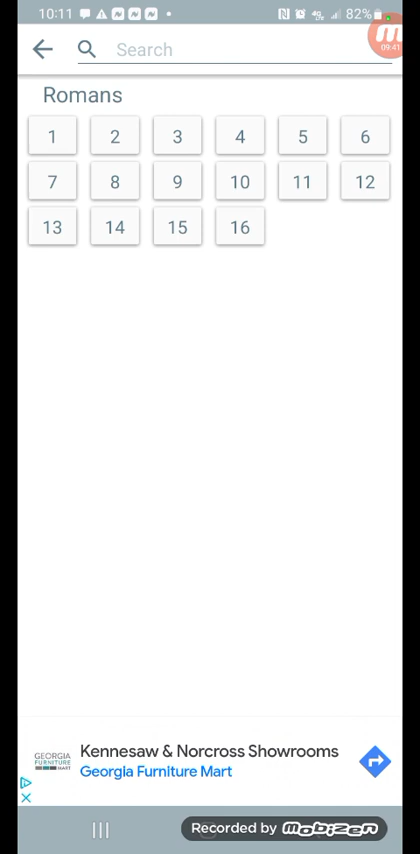 10:11 82%
09:41
Search
Romans
1 2 3 4 5 6
7 8 9 10 11 12
13 14 15 16
GEORGIA
FURNITURE
MART
Kennesaw & Norcross Showrooms
Georgia Furniture Mart
Recorded by mobizen